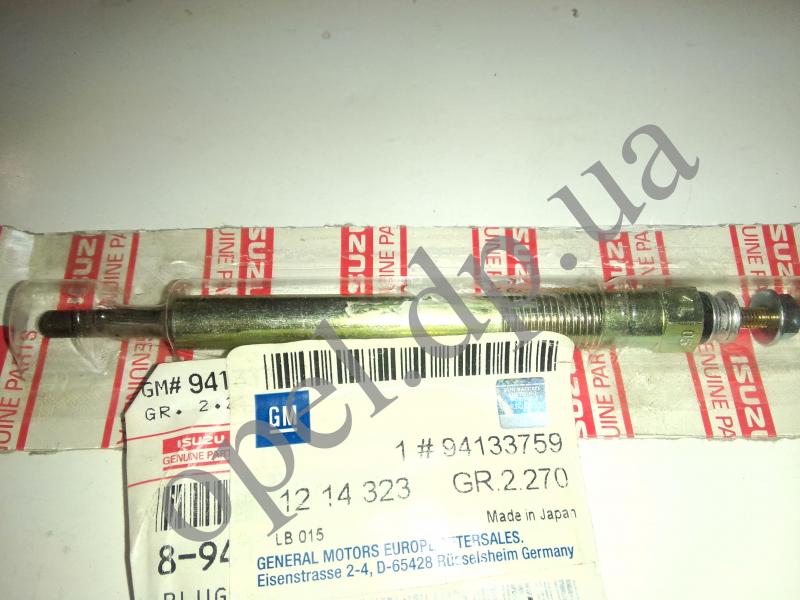 ISUZU
GENUINE PARTS
GM# 941
GR. 2.2
ISUZU
GENUINE PARTS
8-94
PLUG
GM
1 # 94133759
12 14 323 GR.2.270
LB 015 Made in Japan
GENERAL MOTORS EUROPE AFTERSALES.
Eisenstrasse 2-4, D-65428 Rüsselsheim Germany
opel.dp.ua